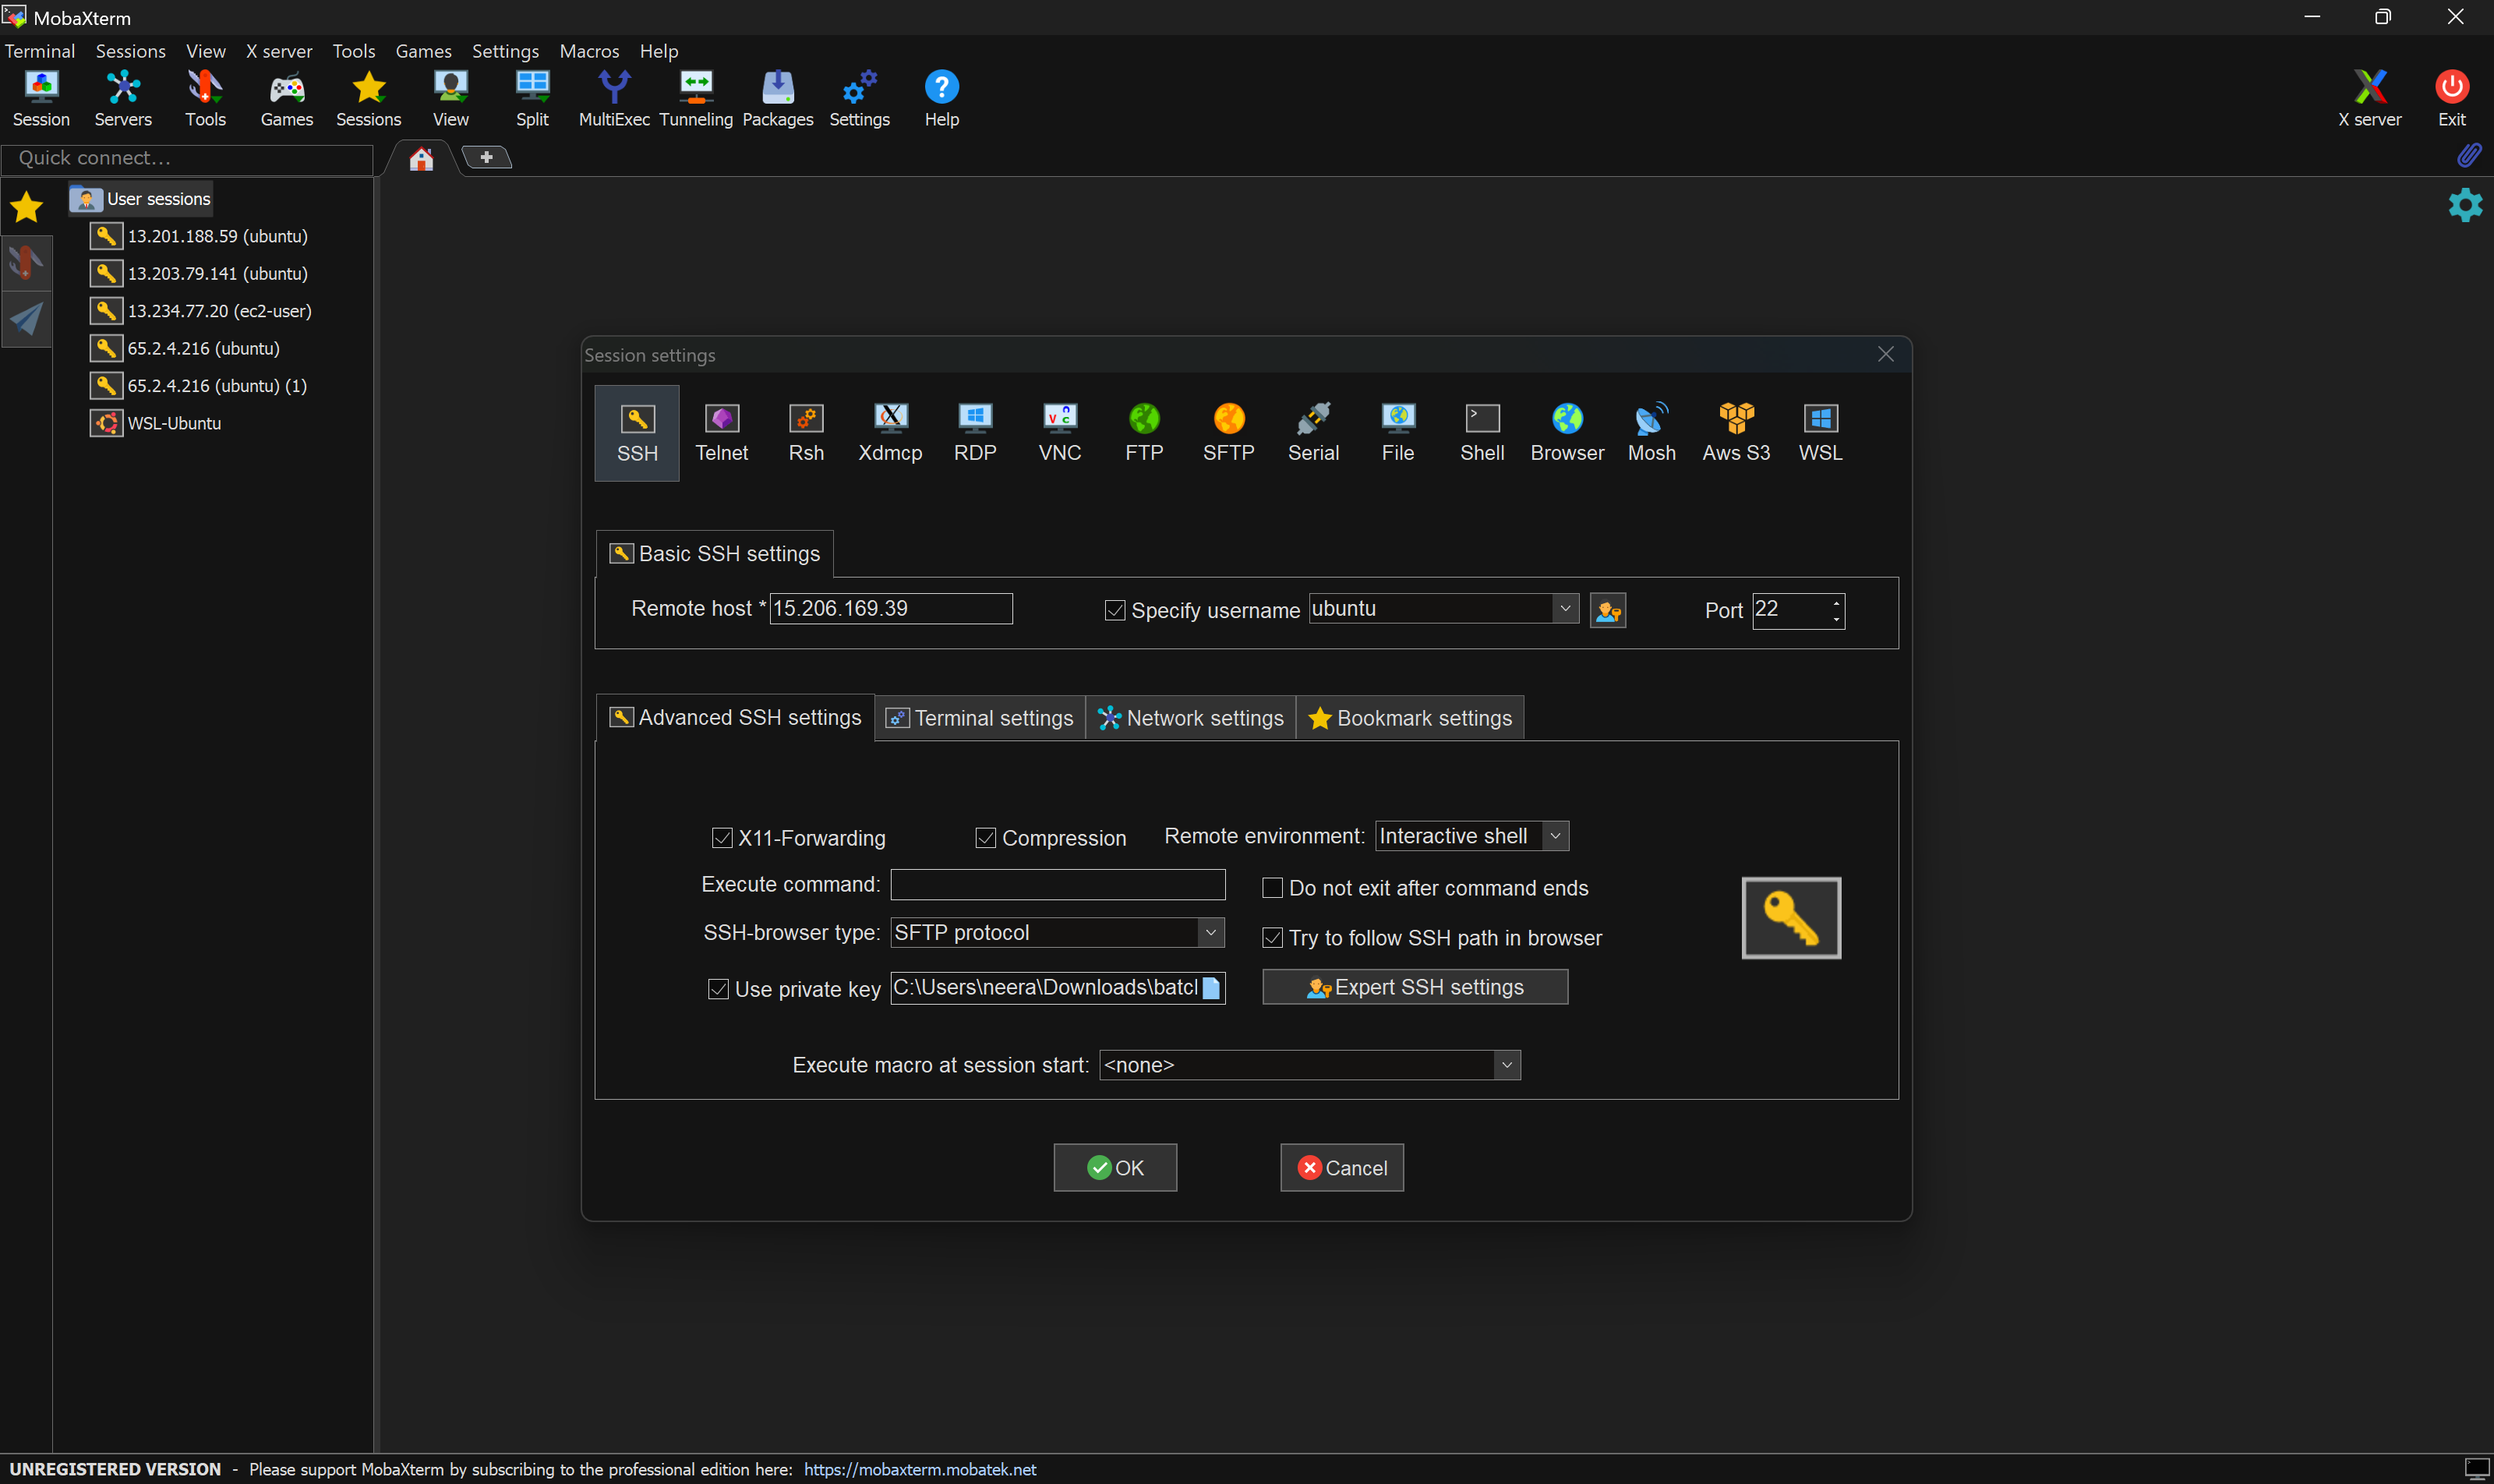 MobaXterm
Terminal Sessions View X server Tools Games Settings Macros Help
Session Servers Tools Games Sessions View Split MultiExec Tunneling Packages Settings Help X server Exit
Quick connect...
User sessions
13.201.188.59 (ubuntu)
13.203.79.141 (ubuntu)
13.234.77.20 (ec2-user)
65.2.4.216 (ubuntu)
65.2.4.216 (ubuntu) (1)
WSL-Ubuntu
Session settings
SSH Telnet Rsh Xdmcp RDP VNC FTP SFTP Serial File Shell Browser Mosh Aws S3 WSL
Basic SSH settings
Remote host * 15.206.169.39 Specify username ubuntu Port 22
Advanced SSH settings Terminal settings Network settings Bookmark settings
X11-Forwarding Compression Remote environment: Interactive shell
Execute command: Do not exit after command ends
SSH-browser type: SFTP protocol Try to follow SSH path in browser
Use private key C:\Users\neera\Downloads\batcl Expert SSH settings
Execute macro at session start: <none>
OK Cancel
UNREGISTERED VERSION - Please support MobaXterm by subscribing to the professional edition here: https://mobaxterm.mobatek.net